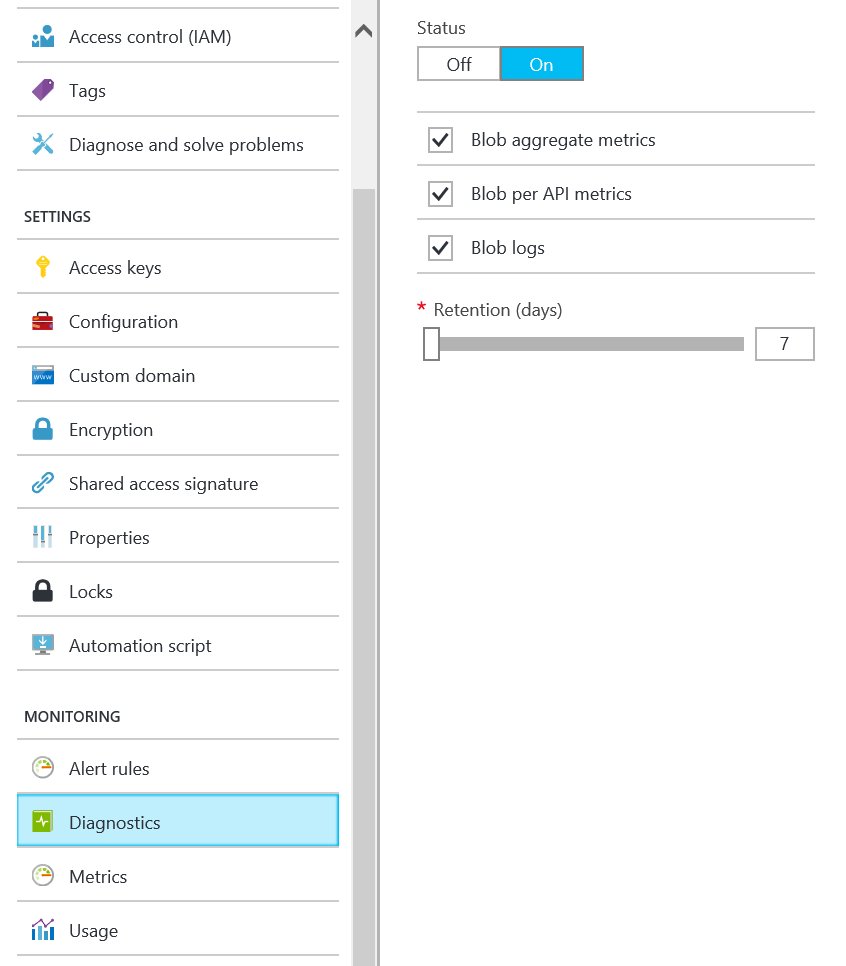 Access control (IAM)
Tags
Diagnose and solve problems
SETTINGS
Access keys
Configuration
www
Custom domain
Encryption
Shared access signature
Properties
Locks
Automation script
MONITORING
Alert rules
Diagnostics
Metrics
Usage
Status
Off On
Blob aggregate metrics
Blob per API metrics
Blob logs
* Retention (days)
7